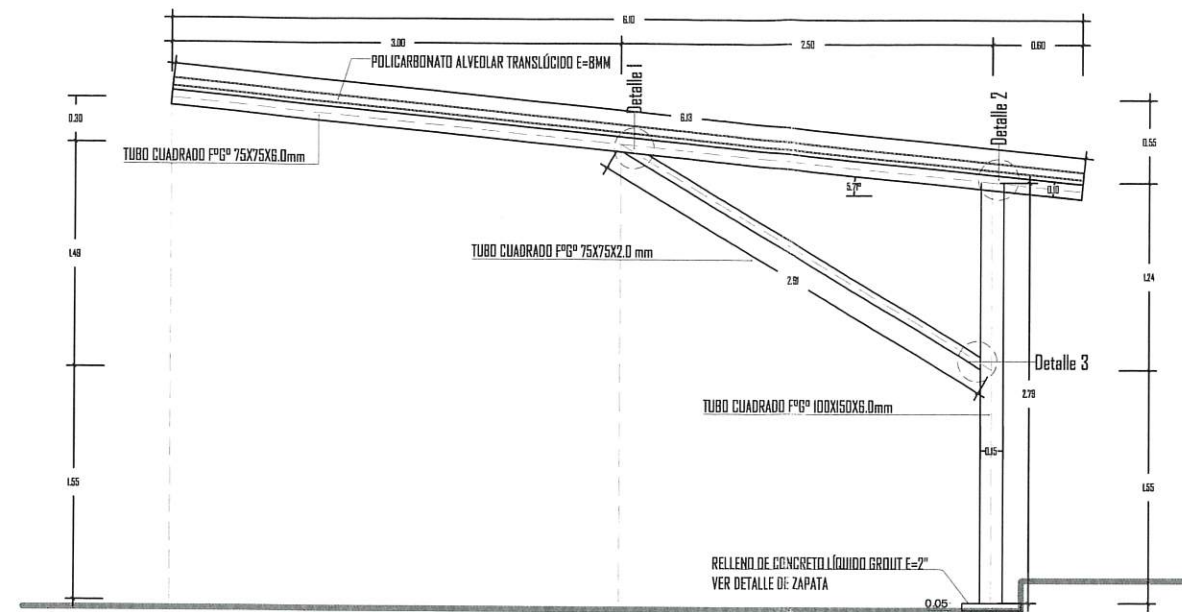 6.10
3.00
2.50
0.60
POLICARBONATO ALVEOLAR TRANSLÚCIDO E=8MM
Detalle 1
Detalle 2
6.13
0.30
0.55
TUBO CUADRADO FºGº 75X75X6.0mm
5.71°
0.10
TUBO CUADRADO FºGº 75X75X2.0 mm
1.49
2.91
1.24
Detalle 3
TUBO CUADRADO FºGº 100X150X6.0mm
2.79
0.15
1.55
1.55
RELLENO DE CONCRETO LÍQUIDO GROUT E=2"
VER DETALLE DE ZAPATA
0.05